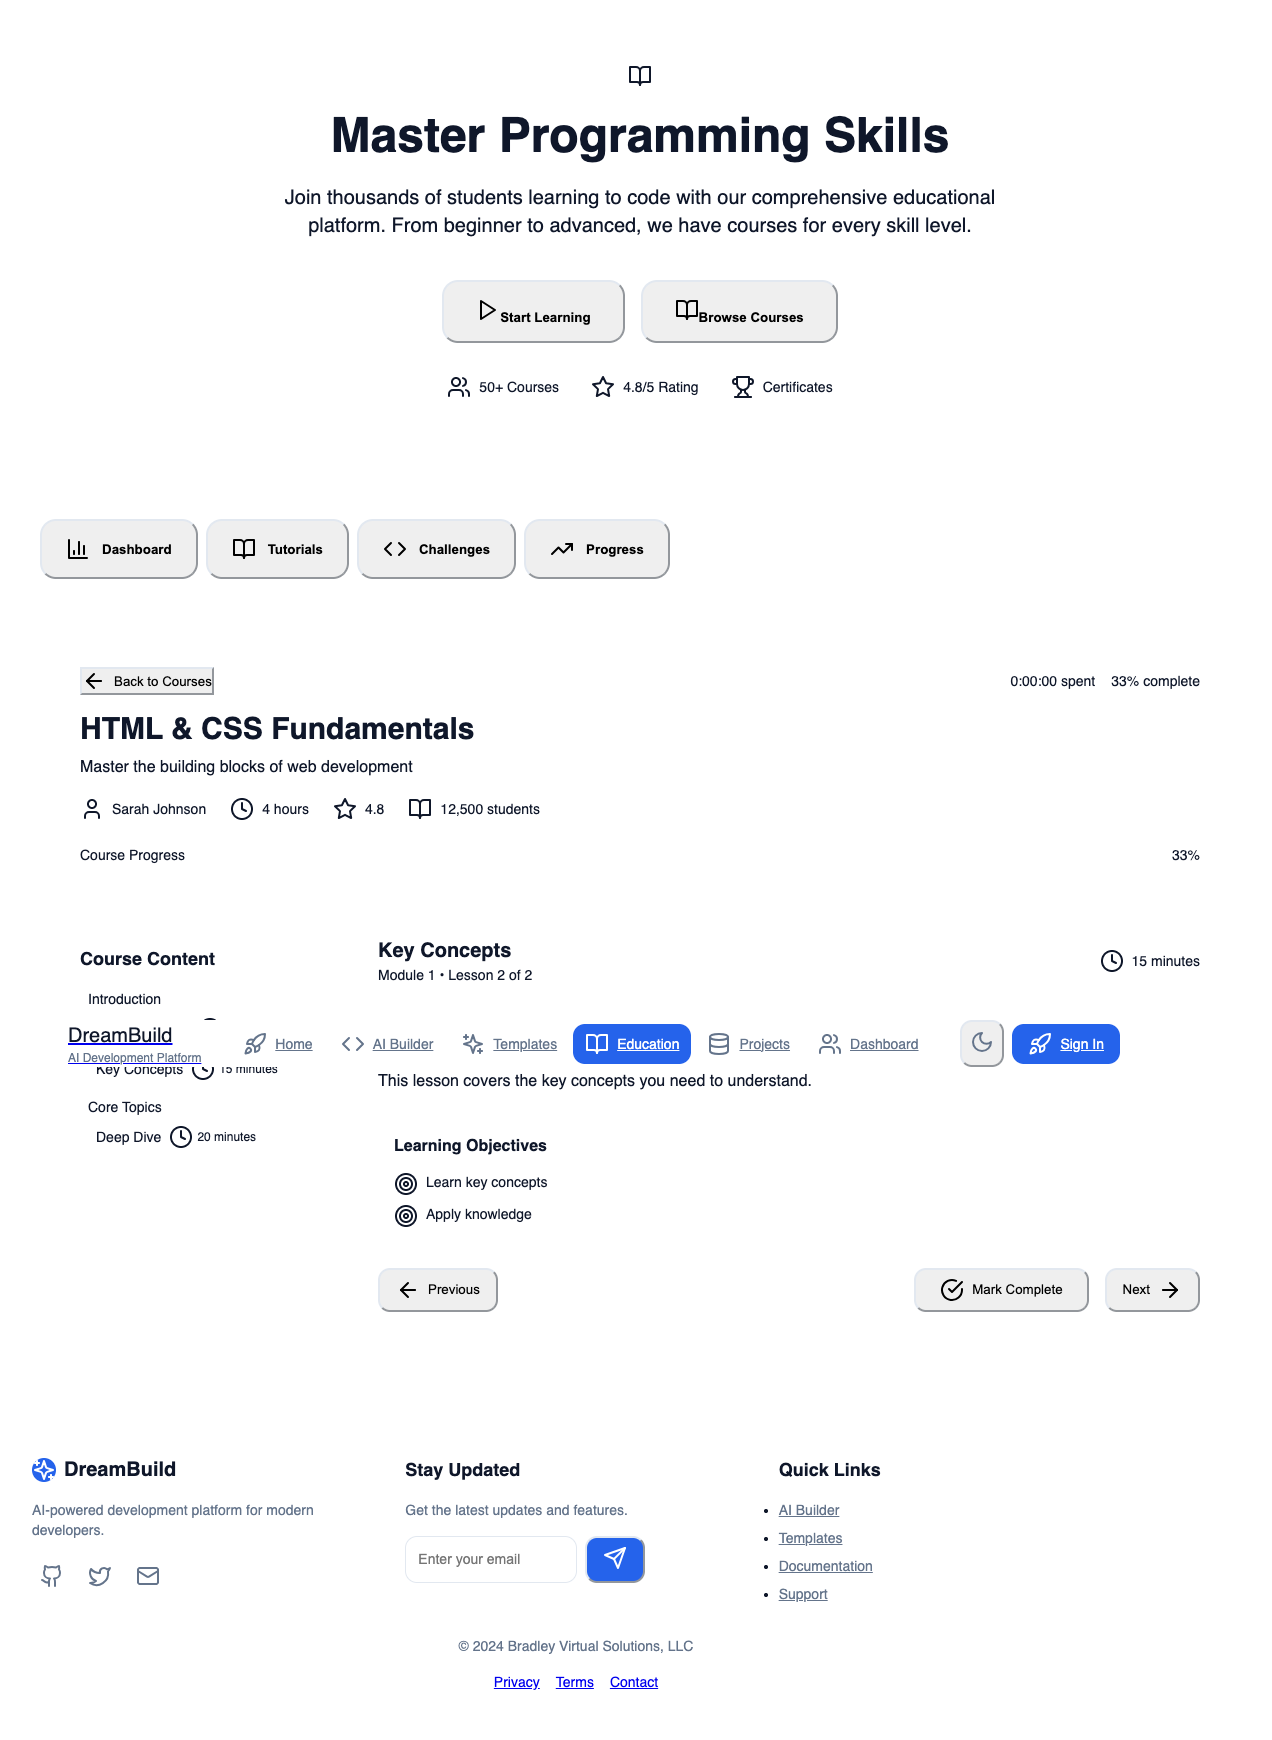 Master Programming Skills
Join thousands of students learning to code with our comprehensive educational
platform. From beginner to advanced, we have courses for every skill level.
Start Learning
Browse Courses
50+ Courses
4.8/5 Rating
Certificates
Dashboard
Tutorials
Challenges
Progress
Back to Courses
0:00:00 spent
33% complete
HTML & CSS Fundamentals
Master the building blocks of web development
Sarah Johnson
4 hours
4.8
12,500 students
Course Progress
33%
Course Content
Introduction
Key Concepts
Module 1 • Lesson 2 of 2
15 minutes
DreamBuild
AI Development Platform
Home
AI Builder
Templates
Education
Projects
Dashboard
Sign In
Key Concepts
15 minutes
Core Topics
Deep Dive
20 minutes
This lesson covers the key concepts you need to understand.
Learning Objectives
Learn key concepts
Apply knowledge
Previous
Mark Complete
Next
DreamBuild
AI-powered development platform for modern
developers.
Stay Updated
Get the latest updates and features.
Enter your email
Quick Links
AI Builder
Templates
Documentation
Support
© 2024 Bradley Virtual Solutions, LLC
Privacy
Terms
Contact